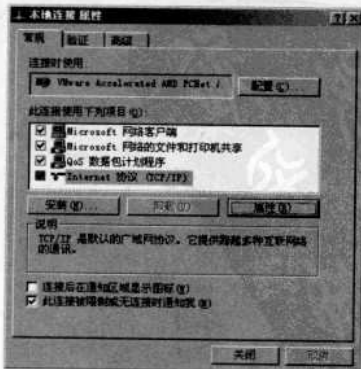 本地连接 属性
常规 验证 高级
连接时使用
VMware Accelerated AMD PCNet A
配置(C)...
此连接使用下列项目(O):
Microsoft 网络客户端
Microsoft 网络的文件和打印机共享
QoS 数据包计划程序
Internet 协议 (TCP/IP)
安装(N)... 卸载(U) 属性(R)
说明
TCP/IP 是默认的广域网协议。它提供跨越多种互联网络
的通讯。
连接后在通知区域显示图标(W)
此连接被限制或无连接时通知我(M)
关闭 取消